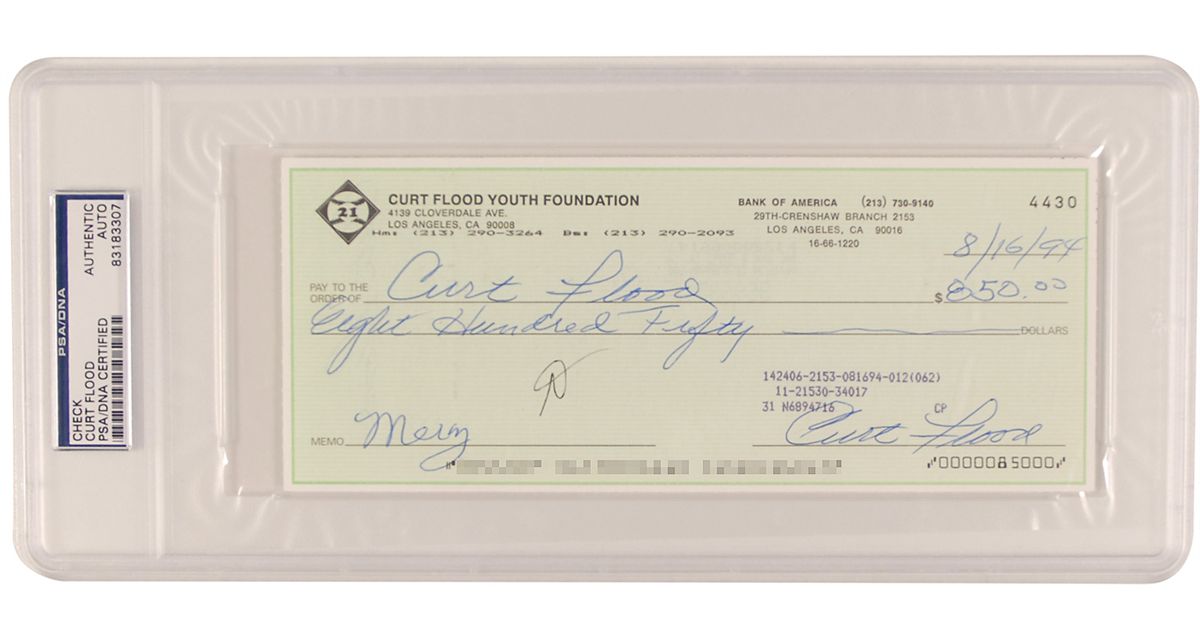 PSA/DNA
CHECK
CURT FLOOD
PSA/DNA CERTIFIED
AUTHENTIC
AUTO
83183307
21
CURT FLOOD YOUTH FOUNDATION
4139 CLOVERDALE AVE.
LOS ANGELES, CA 90008
Hm: (213) 290-3264 Bs: (213) 290-2093
BANK OF AMERICA (213) 730-9140
29TH-CRENSHAW BRANCH 2153
LOS ANGELES, CA 90016
16-66-1220
4430
8/16/94
PAY TO THE
ORDER OF Curt Flood $ 850.00
Eight Hundred Fifty DOLLARS
142406-2153-081694-012(062)
11-21530-34017
31 N6894716 CP
MEMO Mercy Curt Flood
0000085000